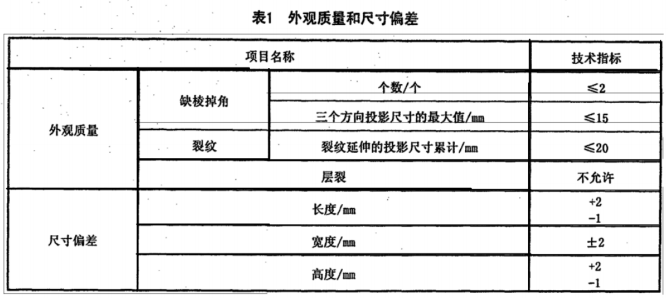 表1 外观质量和尺寸偏差
项目名称 技术指标
外观质量 缺棱掉角 个数/个 ≤2
三个方向投影尺寸的最大值/mm ≤15
裂纹 裂纹延伸的投影尺寸累计/mm ≤20
层裂 不允许
尺寸偏差 长度/mm +2
-1
宽度/mm ±2
高度/mm +2
-1